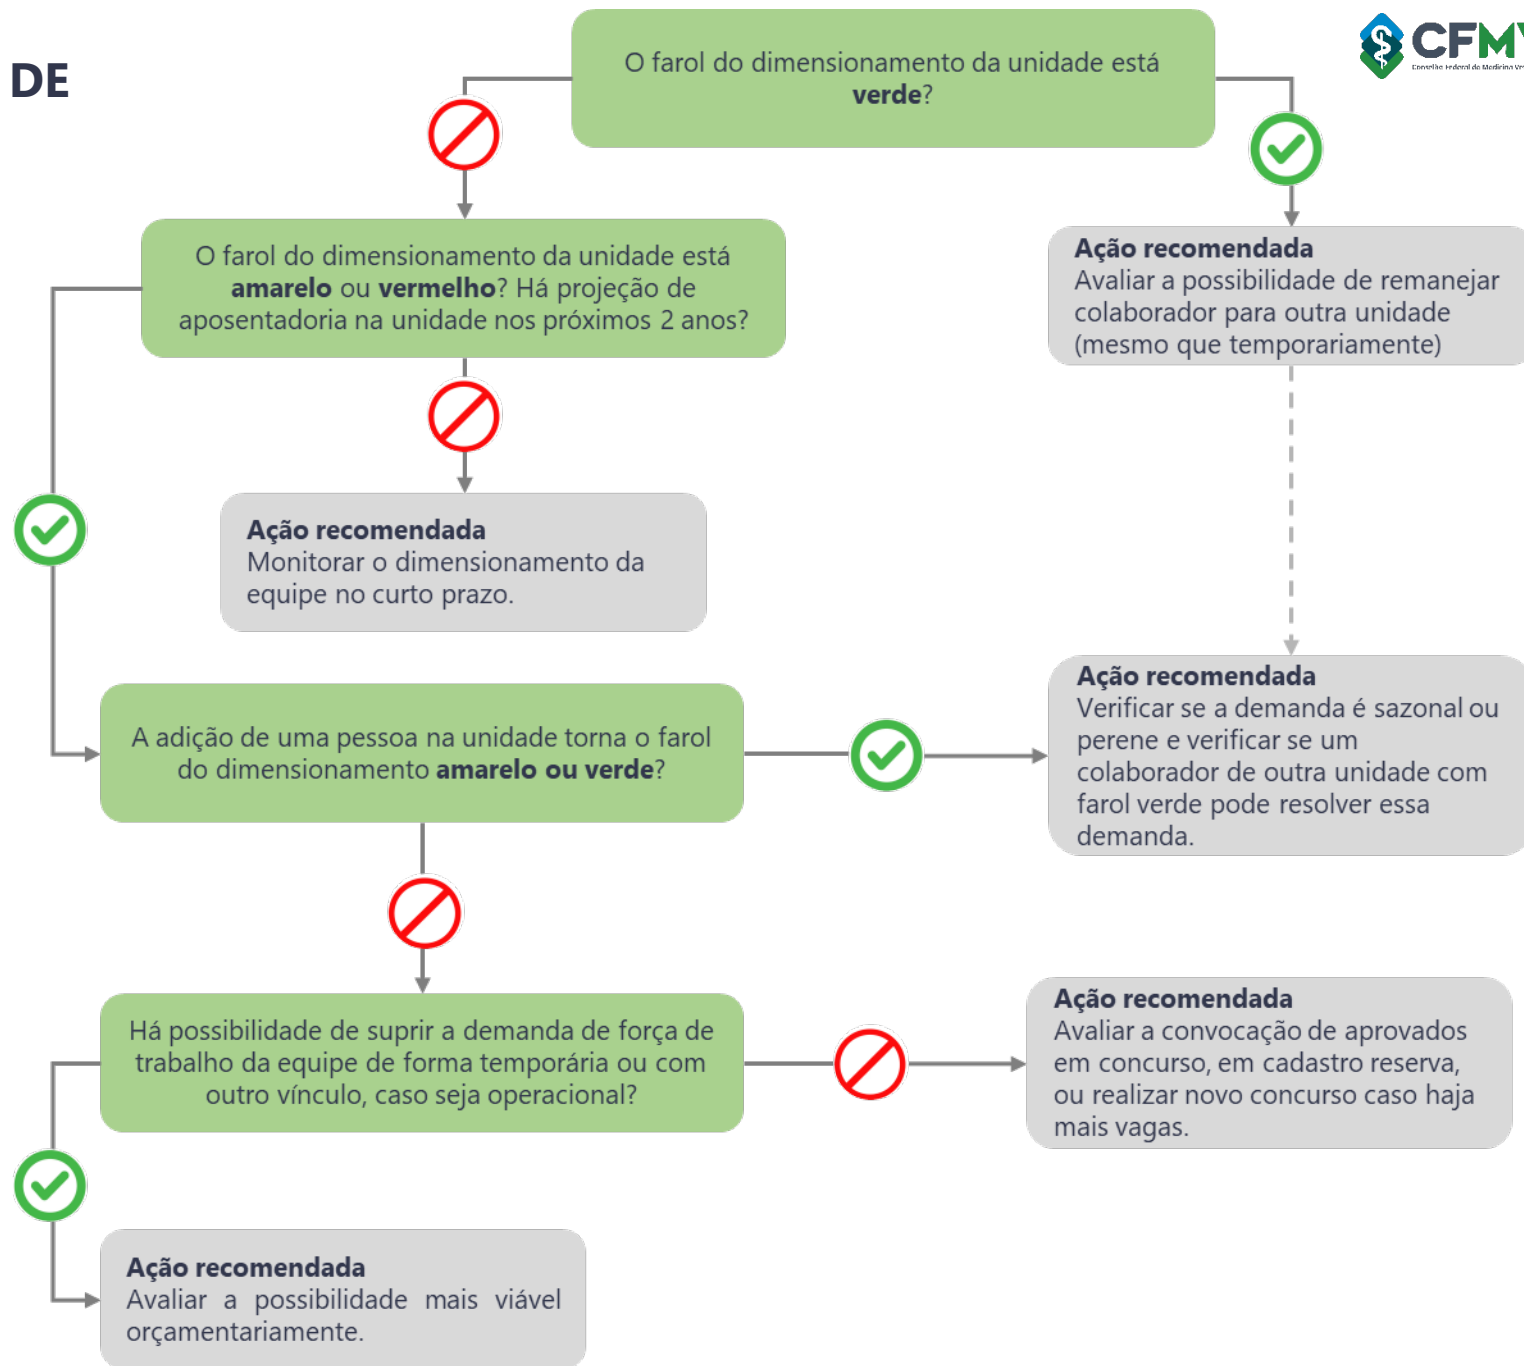 DE
O farol do dimensionamento da unidade está
verde?
CFMV
O farol do dimensionamento da unidade está
amarelo ou vermelho? Há projeção de
aposentadoria na unidade nos próximos 2 anos?
Ação recomendada
Avaliar a possibilidade de remanejar
colaborador para outra unidade
(mesmo que temporariamente)
Ação recomendada
Monitorar o dimensionamento da
equipe no curto prazo.
A adição de uma pessoa na unidade torna o farol
do dimensionamento amarelo ou verde?
Ação recomendada
Verificar se a demanda é sazonal ou
perene e verificar se um
colaborador de outra unidade com
farol verde pode resolver essa
demanda.
Há possibilidade de suprir a demanda de força de
trabalho da equipe de forma temporária ou com
outro vínculo, caso seja operacional?
Ação recomendada
Avaliar a convocação de aprovados
em concurso, em cadastro reserva,
ou realizar novo concurso caso haja
mais vagas.
Ação recomendada
Avaliar a possibilidade mais viável
orçamentariamente.